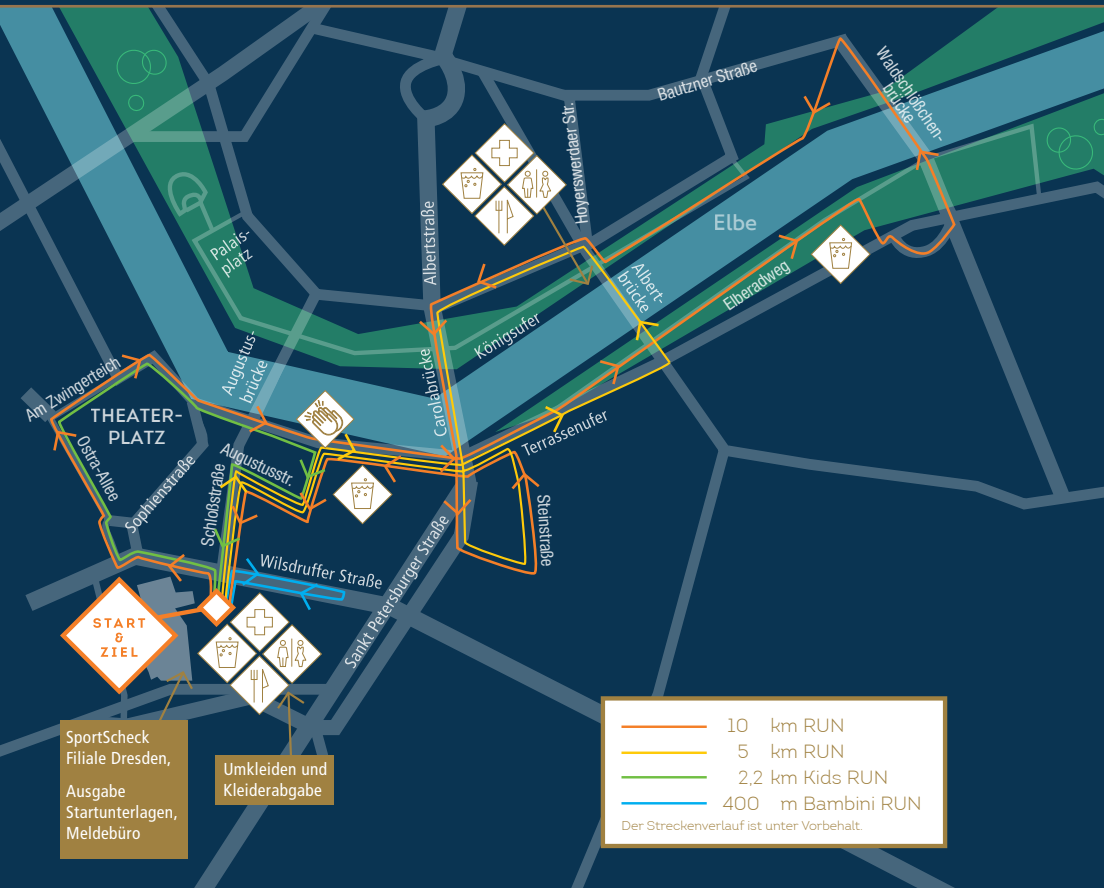 Bautzner Straße
Waldschlößchen-
brücke
Hoyerswerdaer Str.
Albertstraße
Palais-
platz
Elbe
Albert-
brücke
Elberadweg
Königsufer
Augustus-
brücke
Carolabrücke
Am Zwingerteich
THEATER-
PLATZ
Ostra-Allee
Sophienstraße
Schloßstraße
Augustusstr.
Terrassenufer
Steinstraße
Sankt Petersburger Straße
Wilsdruffer Straße
START
&
ZIEL
SportScheck
Filiale Dresden,
Ausgabe
Startunterlagen,
Meldebüro
Umkleiden und
Kleiderabgabe
10 km RUN
5 km RUN
2,2 km Kids RUN
400 m Bambini RUN
Der Streckenverlauf ist unter Vorbehalt.